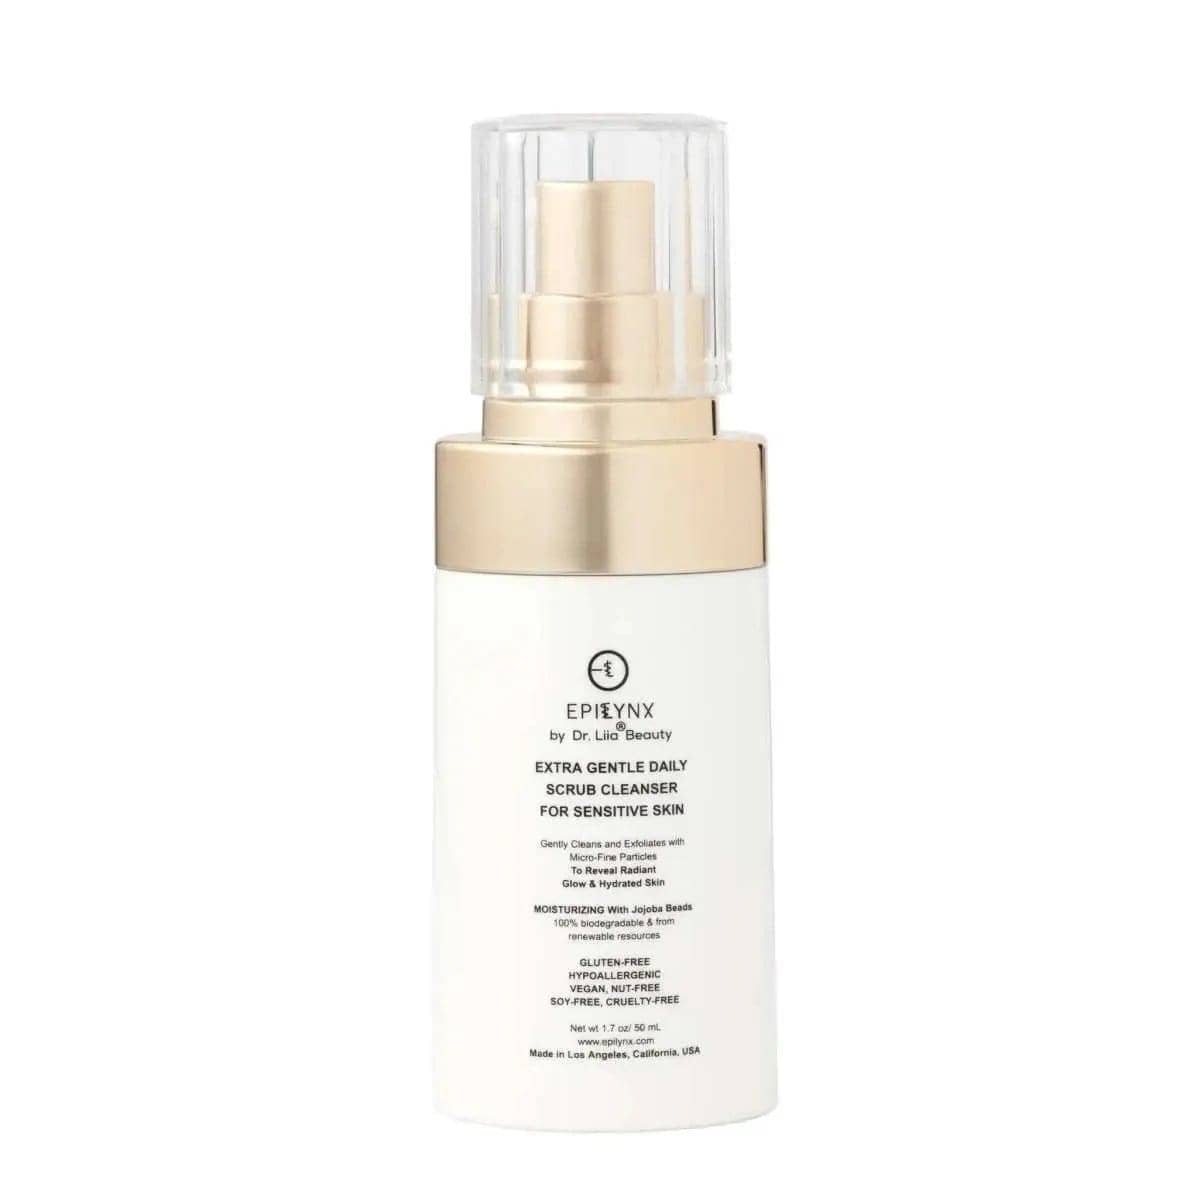 EPILYNX
by Dr. Liia® Beauty
EXTRA GENTLE DAILY
SCRUB CLEANSER
FOR SENSITIVE SKIN
Gently Cleans and Exfoliates with
Micro-Fine Particles
To Reveal Radiant
Glow & Hydrated Skin
MOISTURIZING With Jojoba Beads
100% biodegradable & from
renewable resources
GLUTEN-FREE
HYPOALLERGENIC
VEGAN, NUT-FREE
SOY-FREE, CRUELTY-FREE
Net wt 1.7 oz/ 50 mL
www.epilynx.com
Made in Los Angeles, California, USA